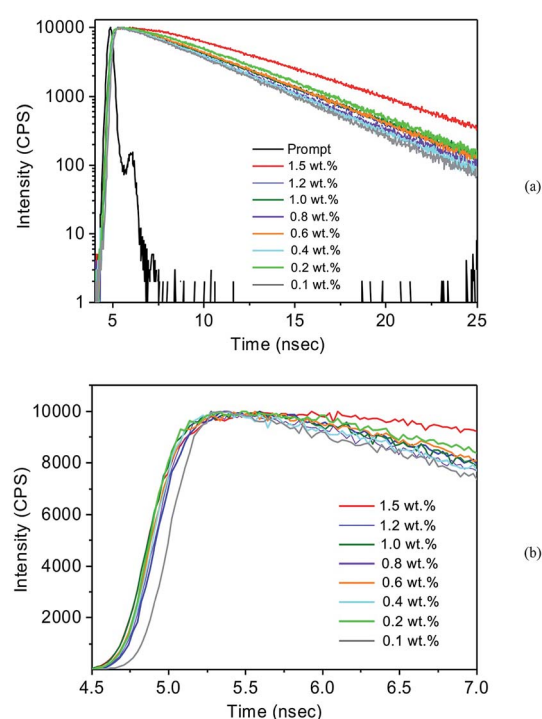 10000
1000
100
10
1
Intensity (CPS)
Prompt
1.5 wt.%
1.2 wt.%
1.0 wt.%
0.8 wt.%
0.6 wt.%
0.4 wt.%
0.2 wt.%
0.1 wt.%
5 10 15 20 25
Time (nsec)
(a)
10000
8000
6000
4000
2000
Intensity (CPS)
1.5 wt.%
1.2 wt.%
1.0 wt.%
0.8 wt.%
0.6 wt.%
0.4 wt.%
0.2 wt.%
0.1 wt.%
4.5 5.0 5.5 6.0 6.5 7.0
Time (nsec)
(b)